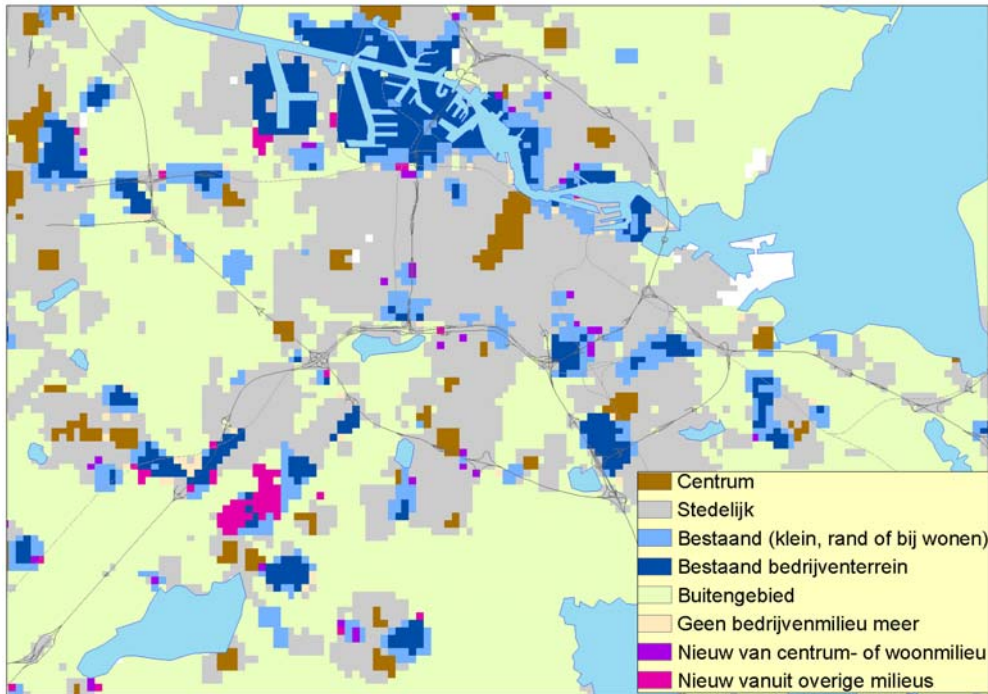 Centrum
Stedelijk
Bestaand (klein, rand of bij wonen)
Bestaand bedrijventerrein
Buitengebied
Geen bedrijvenmilieu meer
Nieuw van centrum- of woonmilieu
Nieuw vanuit overige milieus